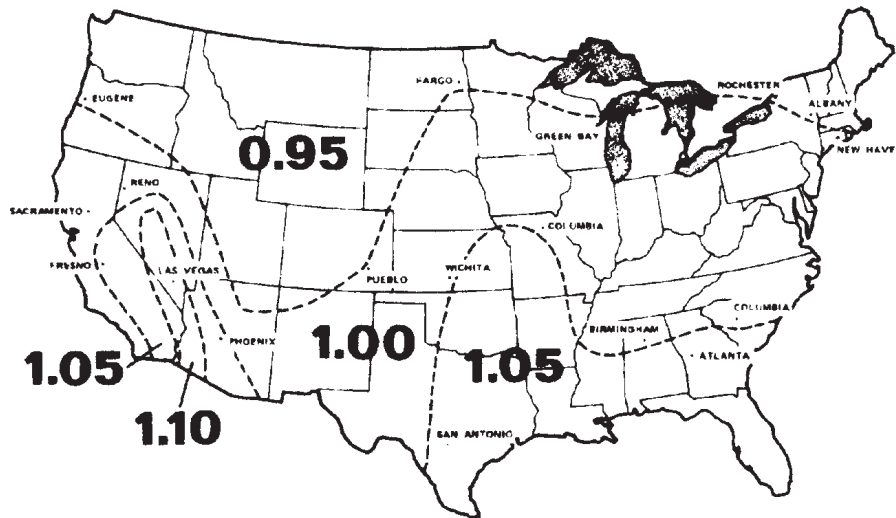 FARGO
ROCHESTER
EUGENE
ALBANY
GREEN BAY
NEW HAVE
0.95
RENO
SACRAMENTO
COLUMBIA
FRESNO
LAS VEGAS
PUEBLO
WICHITA
COLUMBIA
BIRMINGHAM
PHOENIX
1.00
1.05
ATLANTA
1.05
1.10
SAN ANTONIO